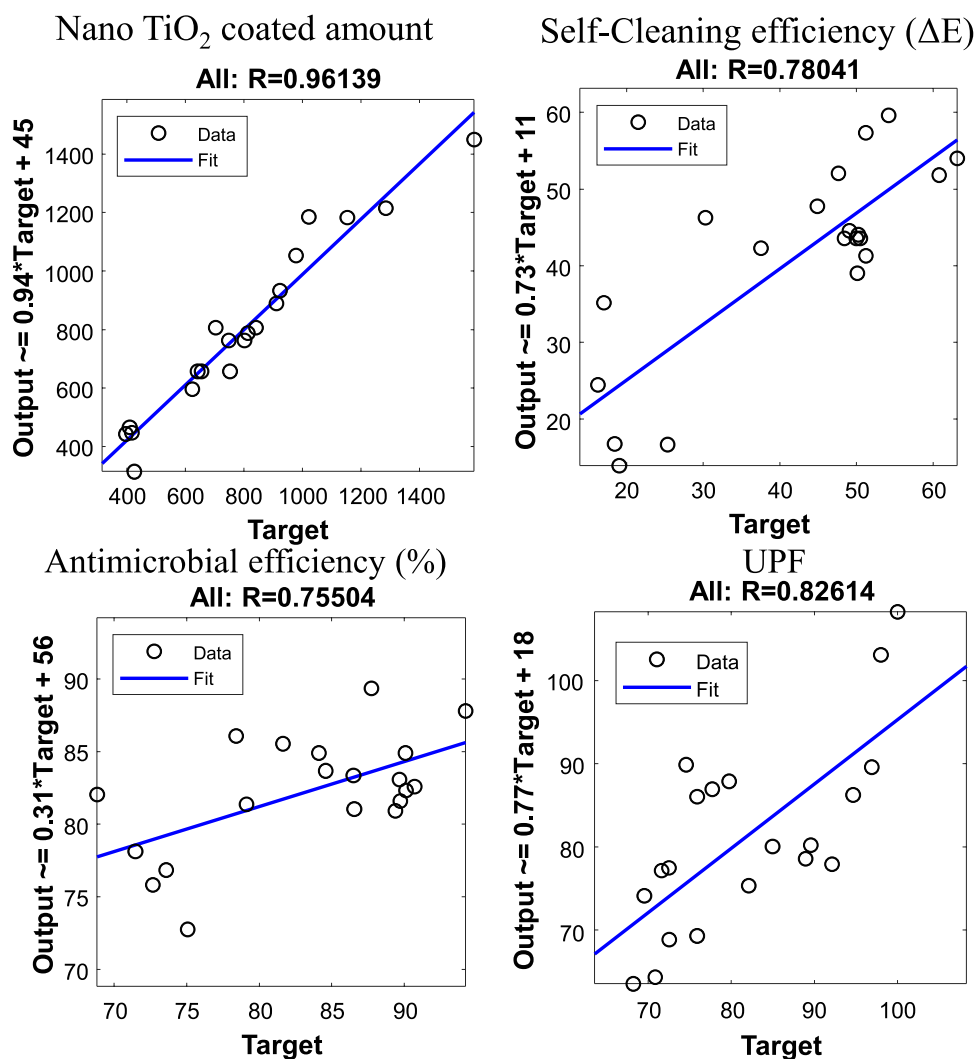 Nano TiO₂ coated amount
All: R=0.96139
Output ~= 0.94*Target + 45
Data
Fit
1400
1200
1000
800
600
400
400 600 800 1000 1200 1400
Target
Self-Cleaning efficiency (ΔE)
All: R=0.78041
Output ~= 0.73*Target + 11
Data
Fit
60
50
40
30
20
20 30 40 50 60
Target
Antimicrobial efficiency (%)
All: R=0.75504
Output ~= 0.31*Target + 56
Data
Fit
90
85
80
75
70
70 75 80 85 90
Target
UPF
All: R=0.82614
Output ~= 0.77*Target + 18
Data
Fit
100
90
80
70
70 80 90 100
Target